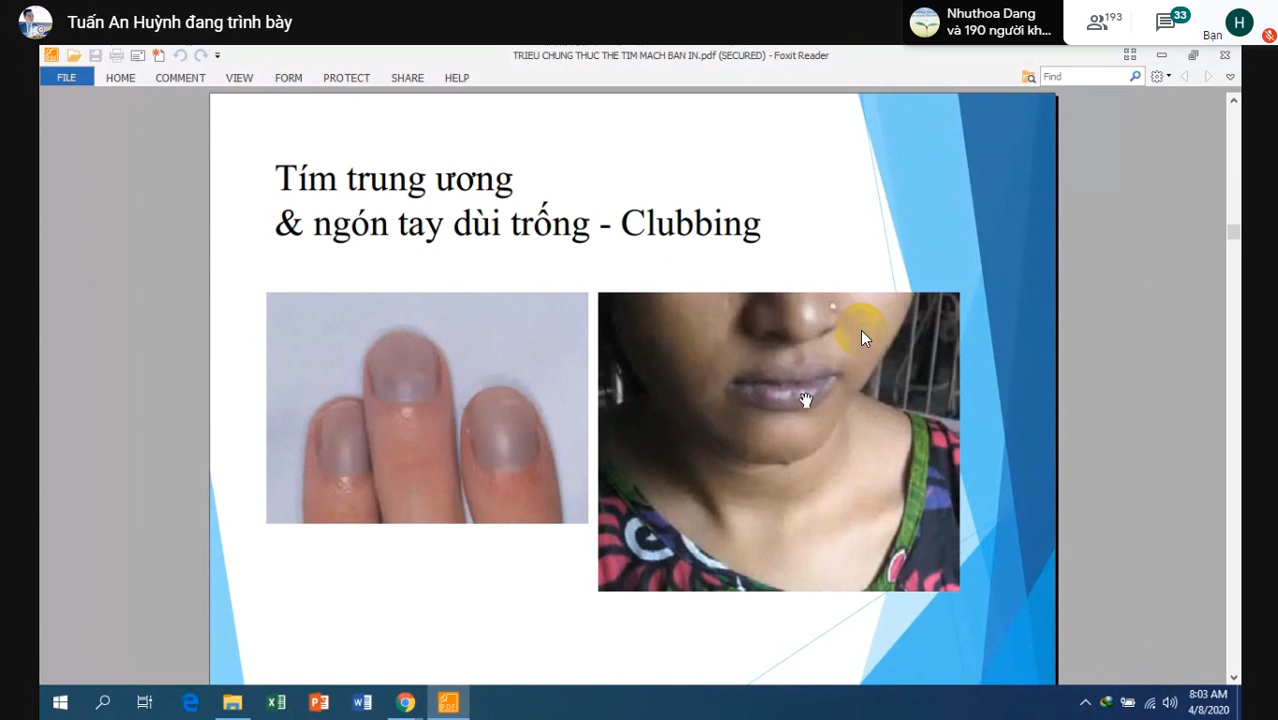 Tuấn An Huỳnh đang trình bày
Nhuthoa Dang
và 190 người kh...
193
33
Bạn
H
TRIEU CHUNG THUC THE TIM MACH BAN IN.pdf (SECURED) - Foxit Reader
FILE HOME COMMENT VIEW FORM PROTECT SHARE HELP
Find
Tím trung ương
& ngón tay dùi trống - Clubbing
8:03 AM
4/8/2020